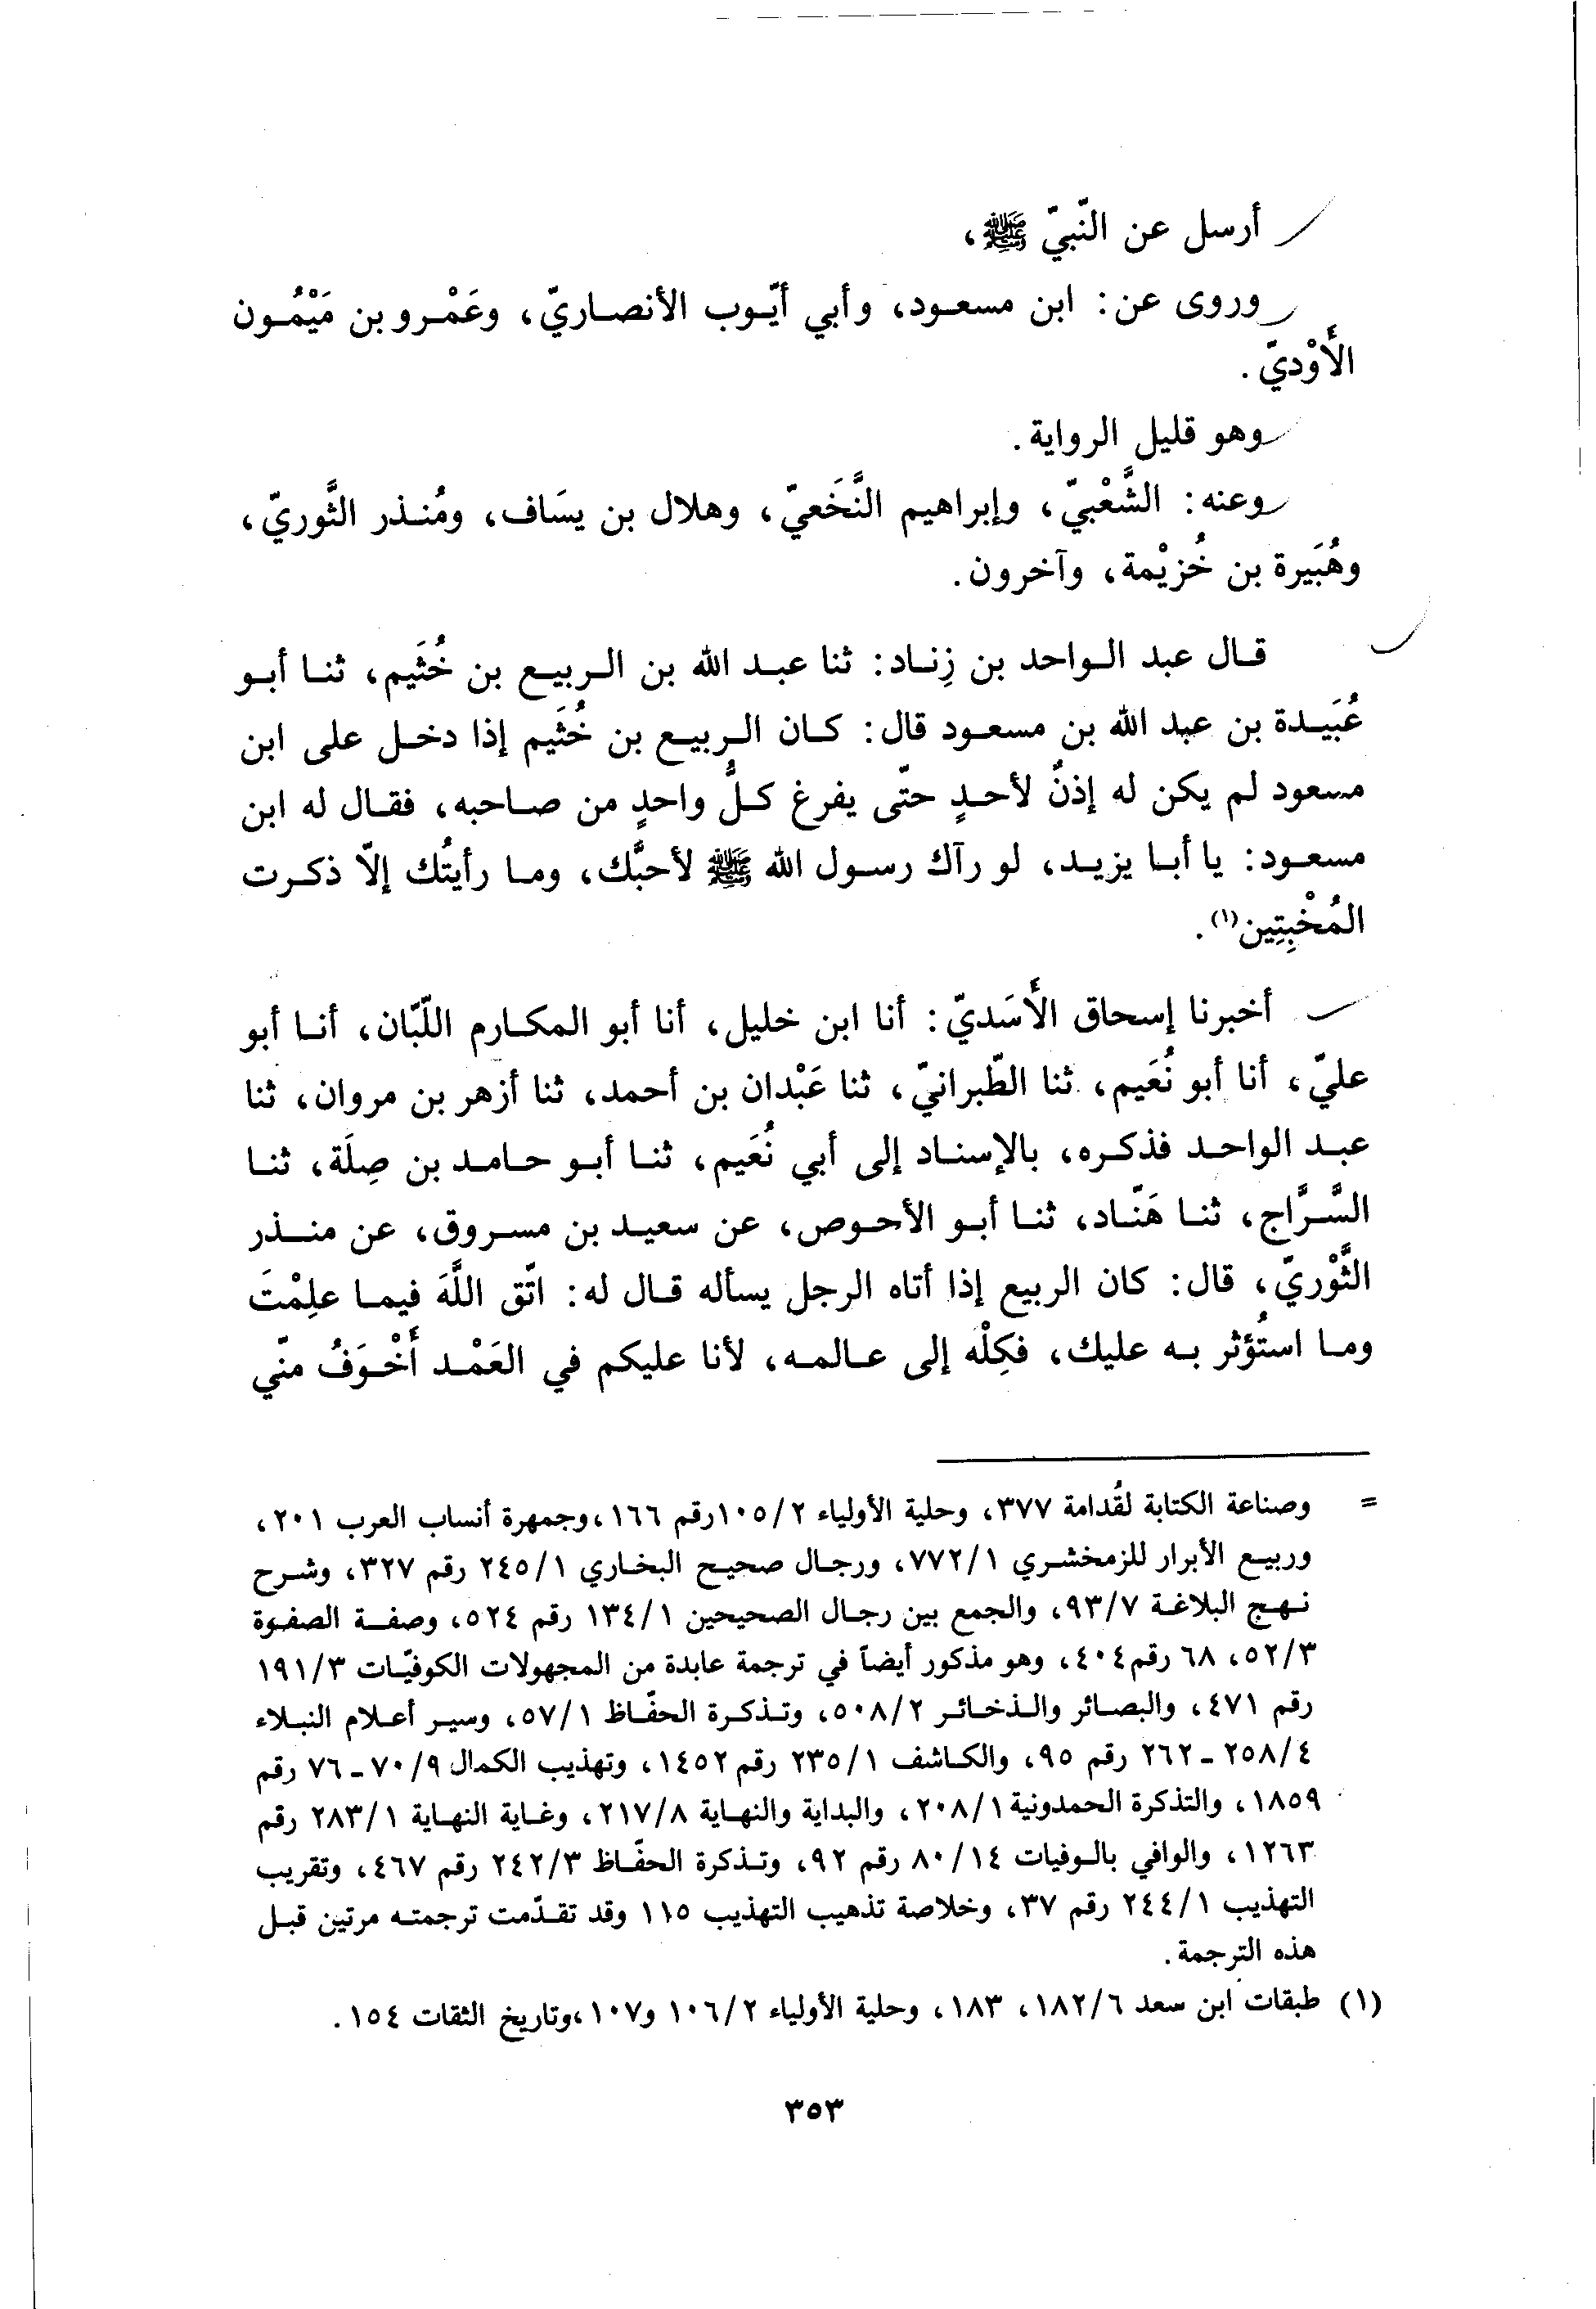 أرسل عن النّبيّ ﷺ،
وروى عن: ابن مسعود، وأبي أيّوب الأنصاريّ، وعَمْرو بن مَيْمُون
الأَوْديّ.
وهو قليل الرواية.
وعنه: الشَّعْبيّ، وإبراهيم النَّخَعيّ، وهلال بن يسَاف، ومُنذر الثَّوريّ،
وهُبَيرة بن خُزيْمة، وآخرون.
قال عبد الواحد بن زِناد: ثنا عبد الله بن الربيع بن خُثَيم، ثنا أبو
عُبَيدة بن عبد الله بن مسعود قال: كان الربيع بن خُثَيم إذا دخل على ابن
مسعود لم يكن له إذنٌ لأحدٍ حتّى يفرغ كلُّ واحدٍ من صاحبه، فقال له ابن
مسعود: يا أبا يزيد، لو رآك رسول الله ﷺ لأحبَّك، وما رأيتُك إلّا ذكرت
المُخْبِتِين(١).
أخبرنا إسحاق الأَسَديّ: أنا ابن خليل، أنا أبو المكارم اللّبّان، أنا أبو
عليّ، أنا أبو نُعَيم، ثنا الطّبرانيّ، ثنا عَبْدان بن أحمد، ثنا أزهر بن مروان، ثنا
عبد الواحد فذكره، بالإسناد إلى أبي نُعَيم، ثنا أبو حامد بن صِلَة، ثنا
السَّرَّاج، ثنا هَنّاد، ثنا أبو الأحوص، عن سعيد بن مسروق، عن منذر
الثَّوْريّ، قال: كان الربيع إذا أتاه الرجل يسأله قال له: اتّق اللَّهَ فيما علِمْتَ
وما استُؤثر به عليك، فكِلْه إلى عالمه، لأنا عليكم في العَمْد أَخْوَفُ منّي
= وصناعة الكتابة لقُدامة ٣٧٧، وحلية الأولياء ١٠٥/٢رقم ١٦٦،وجمهرة أنساب العرب ٢٠١،
وربيع الأبرار للزمخشري ٧٧٢/١، ورجال صحيح البخاري ٢٤٥/١ رقم ٣٢٧، وشرح
نهج البلاغة ٩٣/٧، والجمع بين رجال الصحيحين ١٣٤/١ رقم ٥٢٤، وصفة الصفوة
٥٢/٣، ٦٨ رقم٤٠٤، وهو مذكور أيضاً في ترجمة عابدة من المجهولات الكوفيّات ١٩١/٣
رقم ٤٧١، والبصائر والذخائر ٥٠٨/٢، وتذكرة الحفّاظ ٥٧/١، وسير أعلام النبلاء
٢٥٨/٤ - ٢٦٢ رقم ٩٥، والكاشف ٢٣٥/١ رقم ١٤٥٢، وتهذيب الكمال ٧٠/٩ - ٧٦ رقم
١٨٥٩، والتذكرة الحمدونية ٢٠٨/١، والبداية والنهاية ٢١٧/٨، وغاية النهاية ٢٨٣/١ رقم
١٢٦٣، والوافي بالوفيات ٨٠/١٤ رقم ٩٢، وتذكرة الحفّاظ ٢٤٢/٣ رقم ٤٦٧، وتقريب
التهذيب ٢٤٤/١ رقم ٣٧، وخلاصة تذهيب التهذيب ١١٥ وقد تقدّمت ترجمته مرتين قبل
هذه الترجمة.
(١) طبقات ابن سعد ١٨٢/٦، ١٨٣، وحلية الأولياء ١٠٦/٢ و١٠٧،وتاريخ الثقات ١٥٤.
٣٥٣